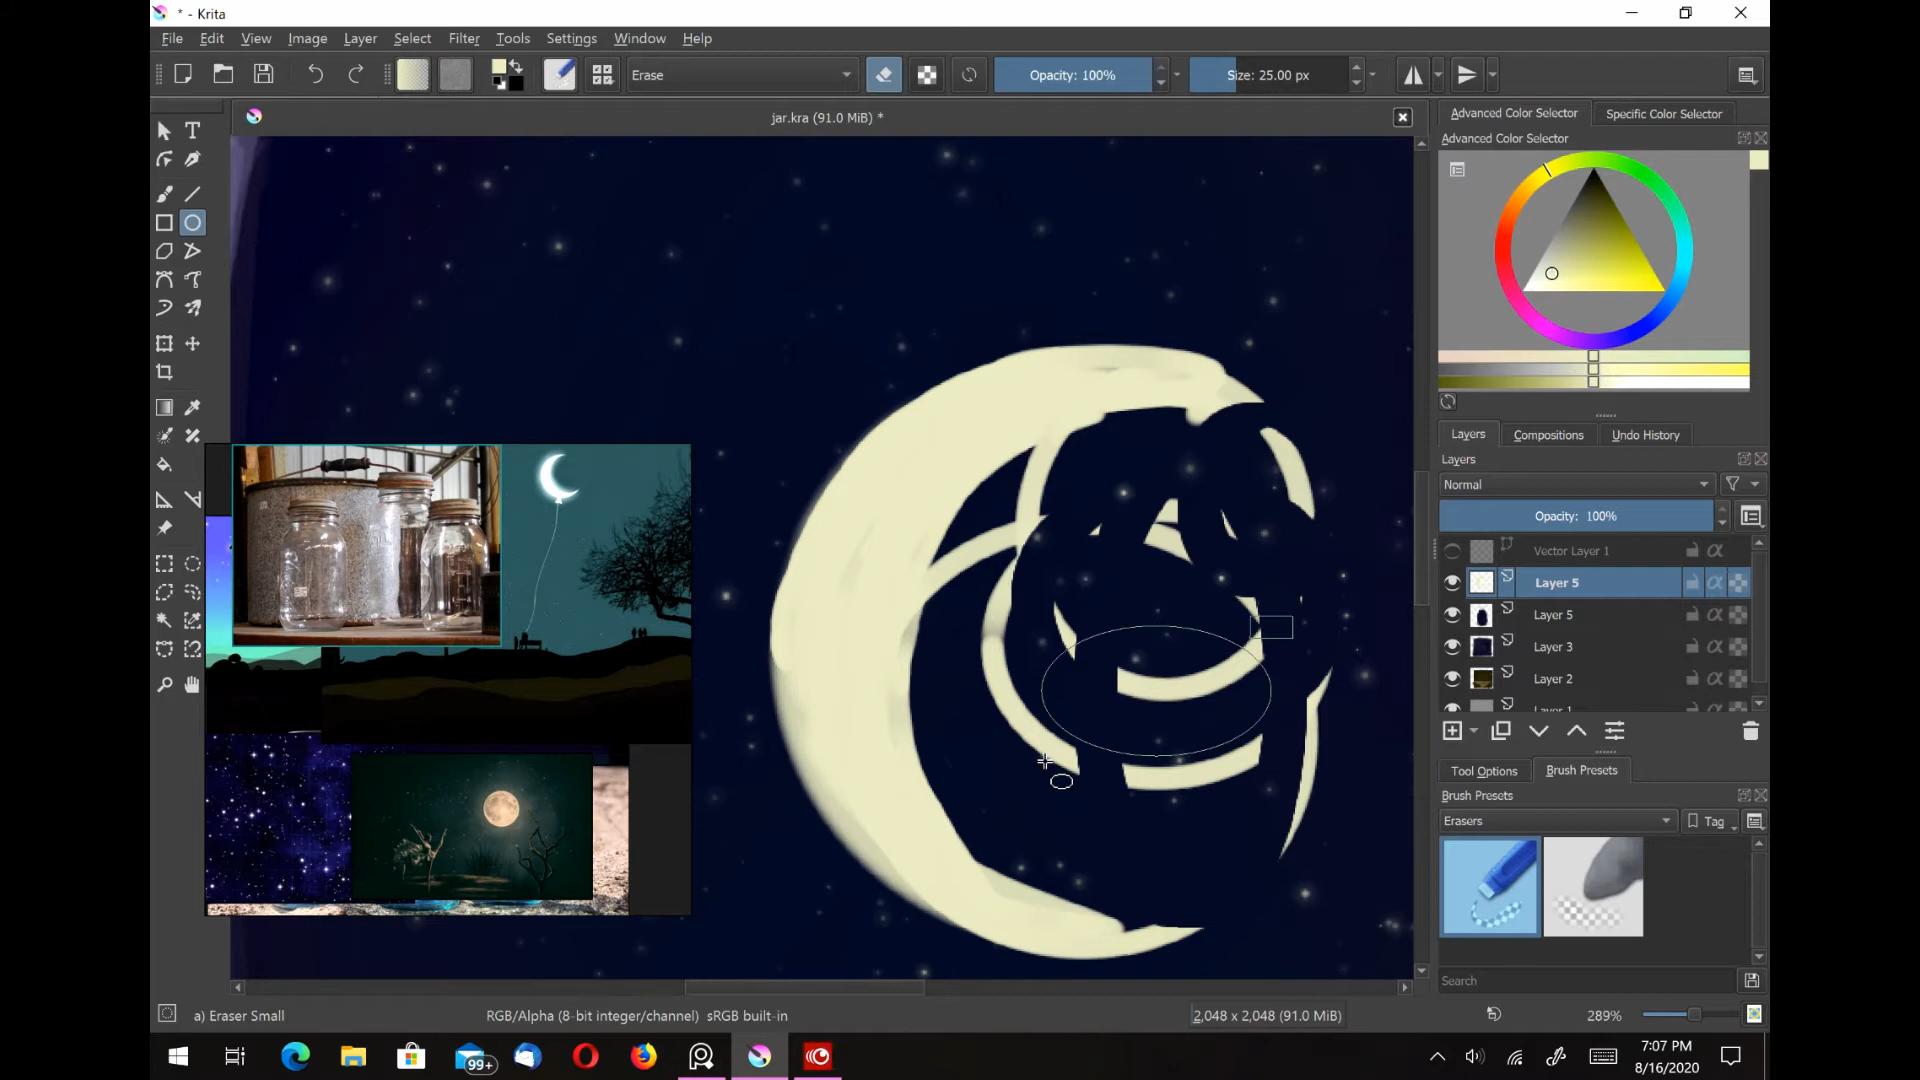 * - Krita
File Edit View Image Layer Select Filter Tools Settings Window Help
Erase Opacity: 100% Size: 25.00 px
jar.kra (91.0 MiB) *
Advanced Color Selector Specific Color Selector
Advanced Color Selector
Layers Compositions Undo History
Layers
Normal
Opacity: 100%
Vector Layer 1
Layer 5
Layer 5
Layer 3
Layer 2
Layer 1
Tool Options Brush Presets
Brush Presets
Erasers Tag
Search
a) Eraser Small RGB/Alpha (8-bit integer/channel) sRGB built-in 2,048 x 2,048 (91.0 MiB) 289%
99+
7:07 PM
8/16/2020